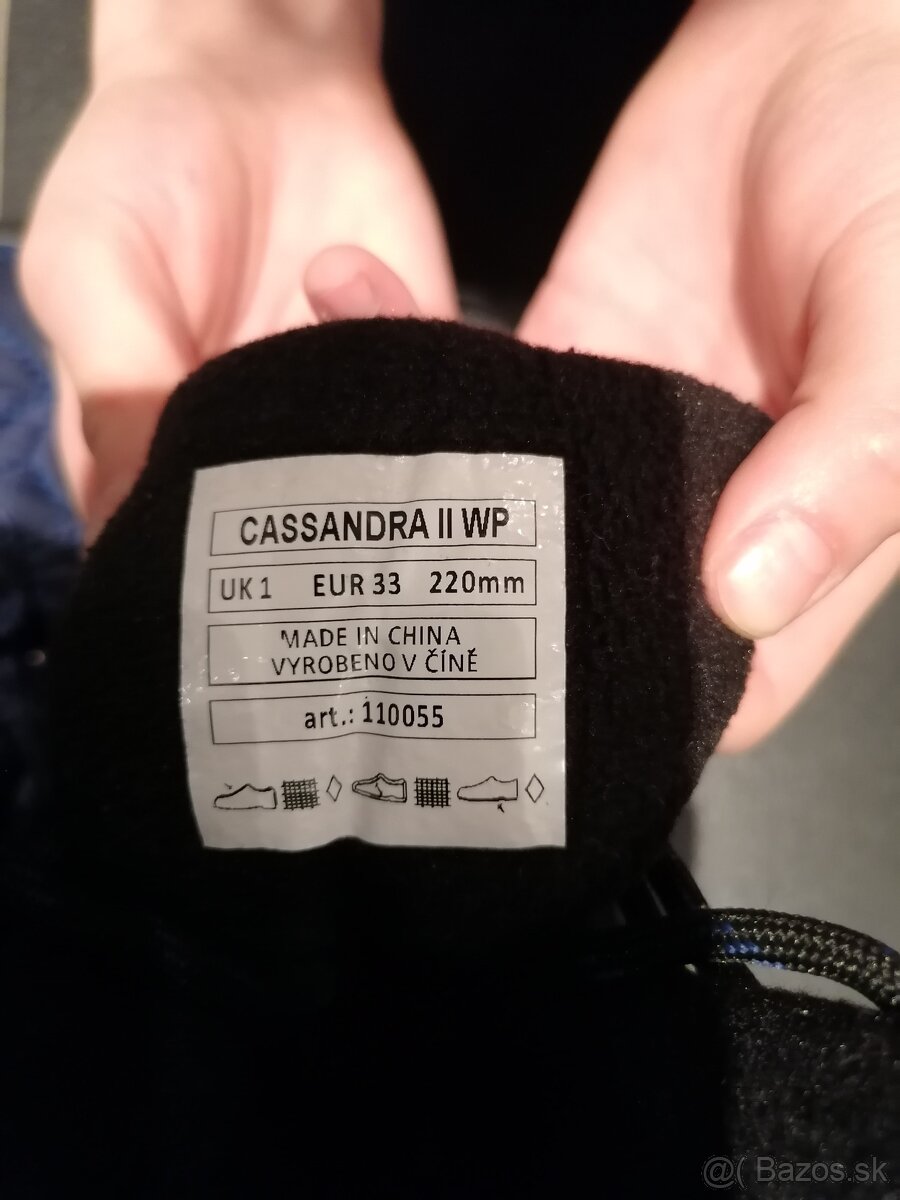 CASSANDRA II WP
UK 1 EUR 33 220mm
MADE IN CHINA
VYROBENO V ČÍNĚ
art.: 110055
@( Bazos.sk